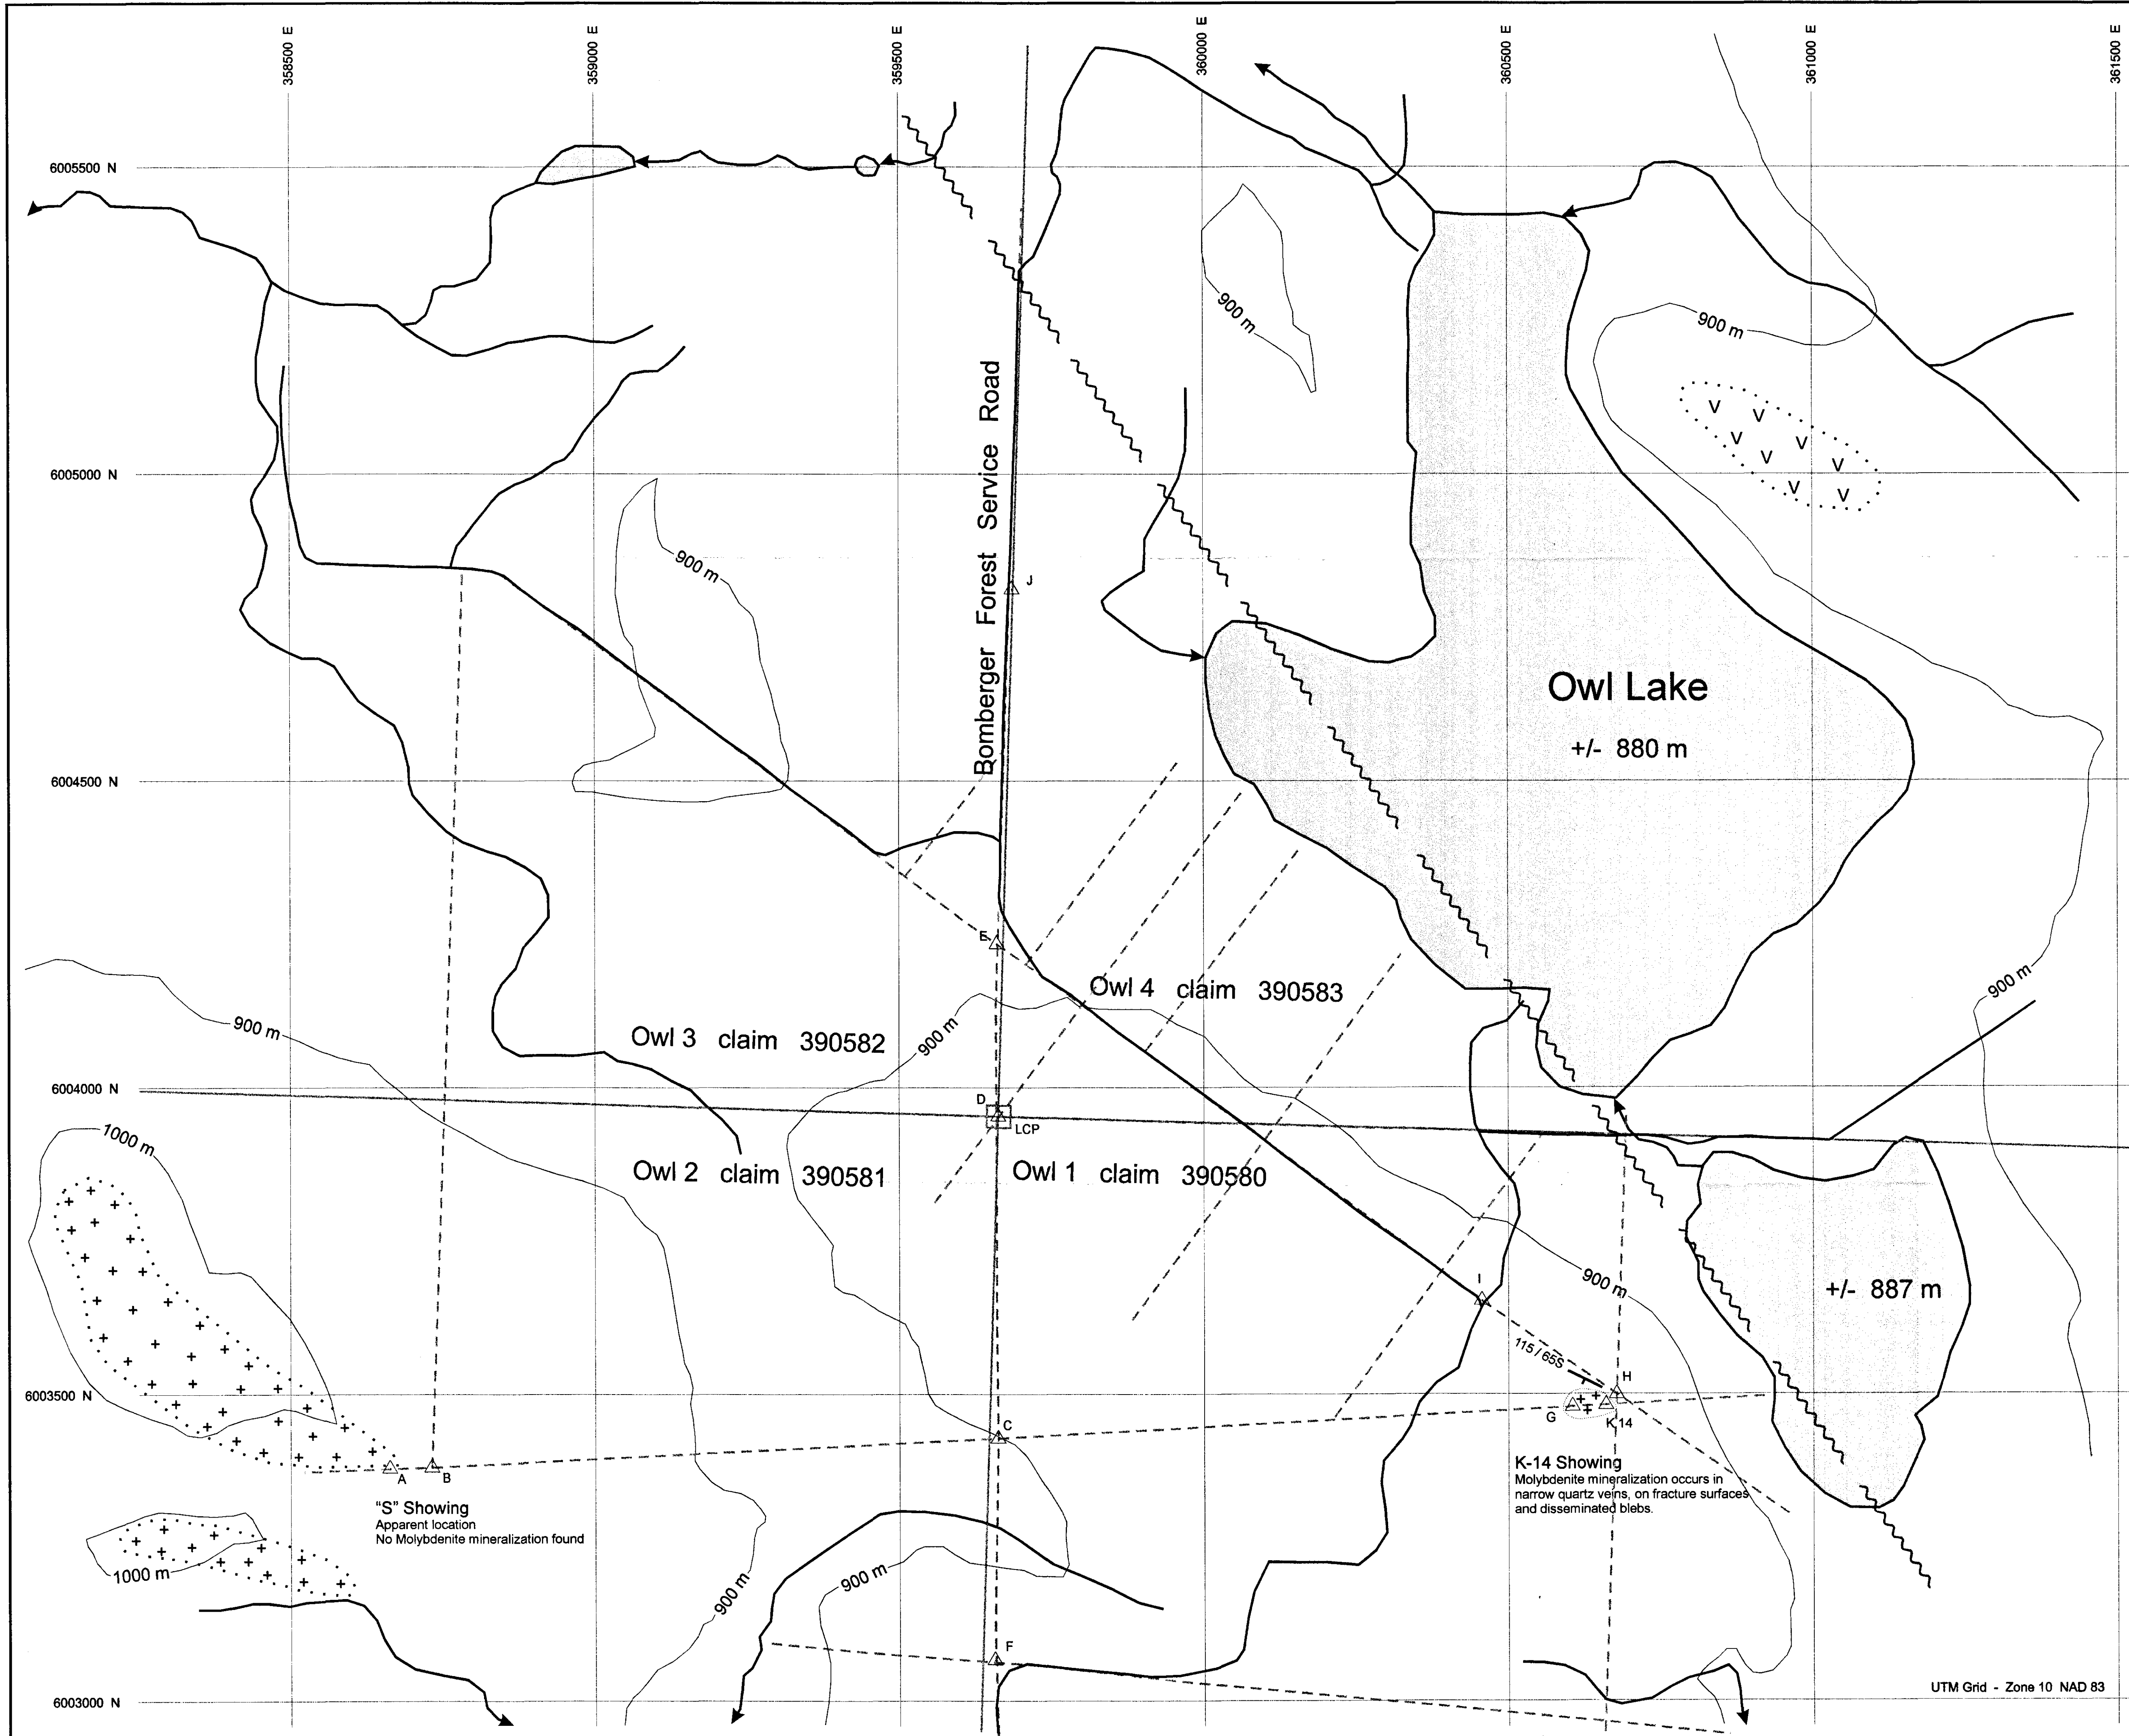 358500 E
359000 E
359500 E
360000 E
360500 E
361000 E
361500 E
6005500 N
900 m
900 m
Bomberger Forest Service Road
v v
v v
v v
v v
6005000 N
900 m
J
Owl Lake
+/- 880 m
6004500 N
E
Owl 4 claim 390583
900 m
900 m
Owl 3 claim 390582
900 m
6004000 N
D
LCP
1000 m
Owl 2 claim 390581
Owl 1 claim 390580
900 m
+/- 887 m
115 / 65S
H
6003500 N
G
K 14
C
A
B
K-14 Showing
Molybdenite mineralization occurs in
narrow quartz veins, on fracture surfaces
and disseminated blebs.
"S" Showing
Apparent location
No Molybdenite mineralization found
1000 m
900 m
900 m
F
6003000 N
UTM Grid - Zone 10 NAD 83